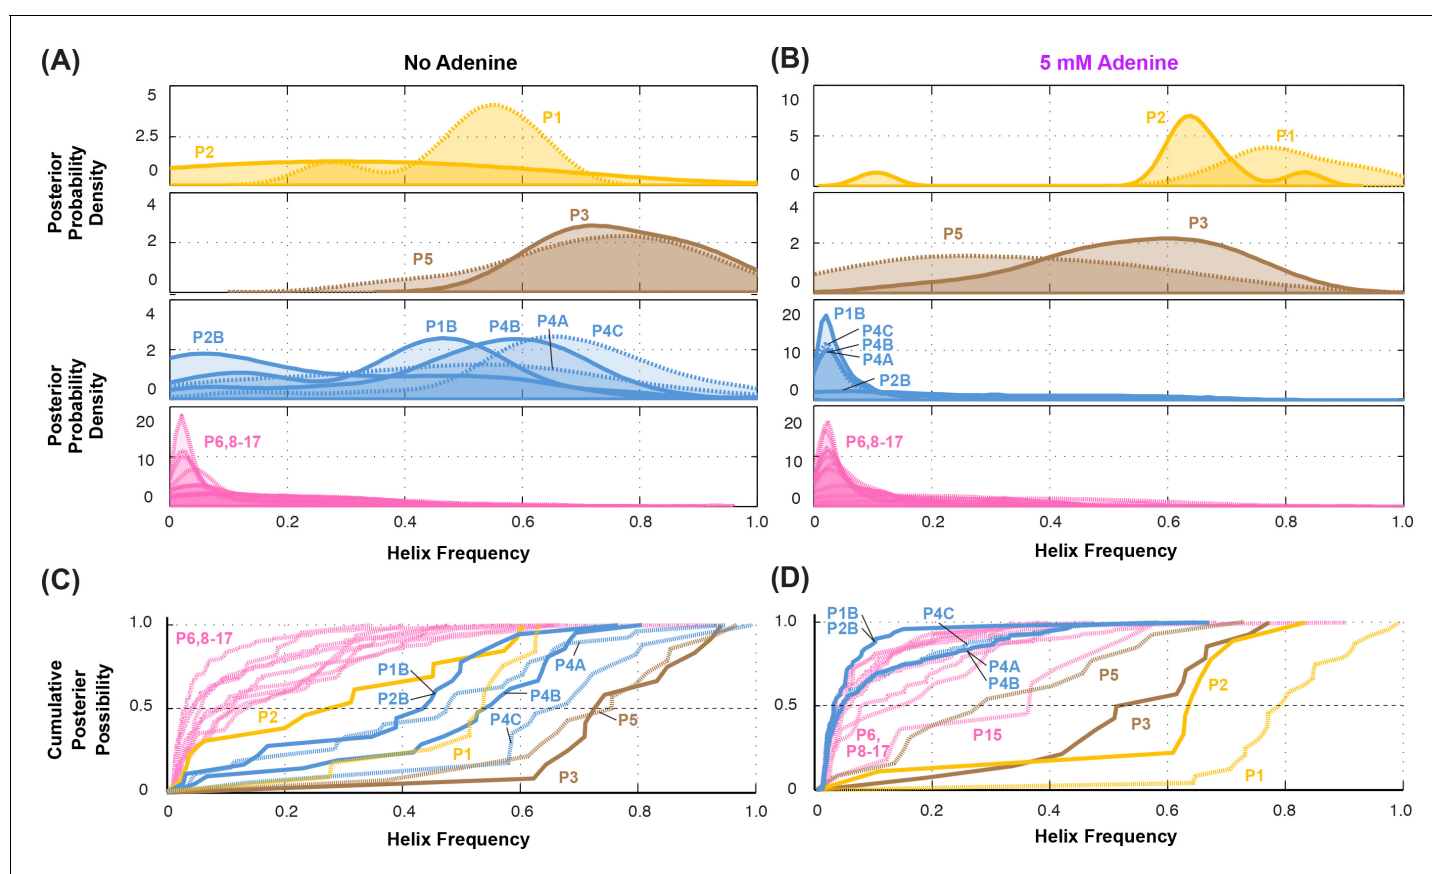 (A)
No Adenine
(B)
5 mM Adenine
Posterior
Probability
Density
5
2.5
0
P2
P1
10
5
0
P2
P1
4
2
0
P5
P3
4
2
0
P5
P3
Posterior
Probability
Density
4
2
0
P2B
P1B
P4B
P4A
P4C
20
10
0
P1B
P4C
P4B
P4A
P2B
20
10
0
P6,8-17
20
10
0
P6,8-17
0
0.2
0.4
0.6
0.8
1.0
Helix Frequency
0
0.2
0.4
0.6
0.8
1.0
Helix Frequency
(C)
(D)
Cumulative
Posterior
Possibility
1.0
0.5
0
P6,8-17
P2
P1B
P2B
P1
P4C
P4B
P4A
P5
P3
0
0.2
0.4
0.6
0.8
1.0
Helix Frequency
1.0
0.5
0
P1B
P2B
P4C
P4A
P4B
P5
P6,
P8-17
P15
P3
P2
P1
0
0.2
0.4
0.6
0.8
1.0
Helix Frequency